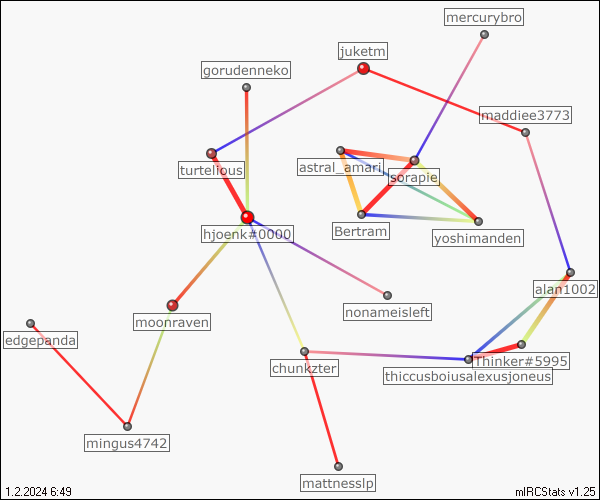 mercurybro
juketm
gorudenneko
maddiee3773
turtelious
astral_amari
sorapie
Bertram
yoshimanden
hjoenk#0000
alan1002
nonameisleft
moonraven
edgepanda
Thinker#5995
chunkzter
thiccusboiusalexusjoneus
mingus4742
mattnesslp
1.2.2024 6:49
mIRCStats v1.25